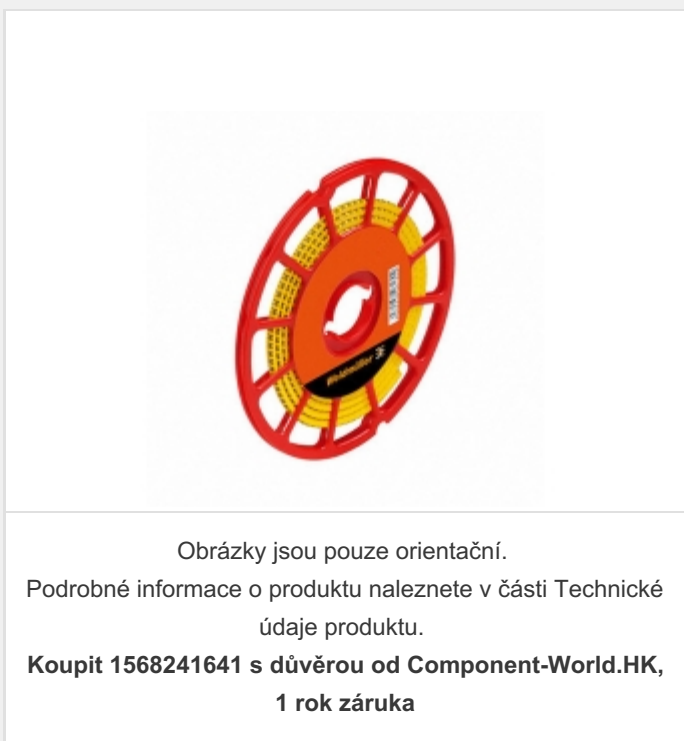 Weidmüller
Obrázky jsou pouze orientační.
Podrobné informace o produktu naleznete v části Technické
údaje produktu.
Koupit 1568241641 s důvěrou od Component-World.HK,
1 rok záruka